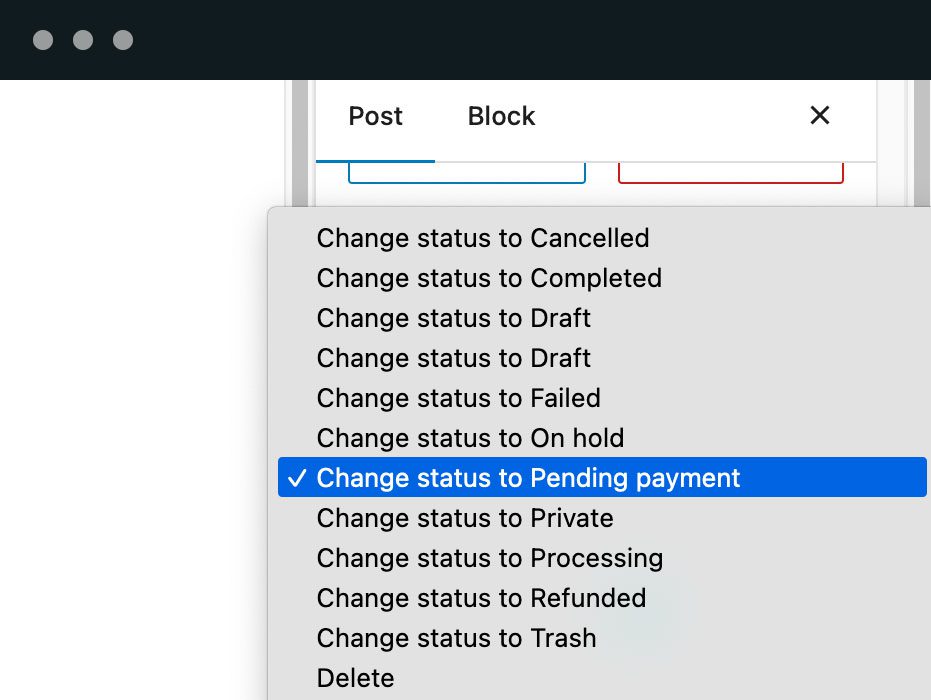 Post
Block
Change status to Cancelled
Change status to Completed
Change status to Draft
Change status to Draft
Change status to Failed
Change status to On hold
Change status to Pending payment
Change status to Private
Change status to Processing
Change status to Refunded
Change status to Trash
Delete